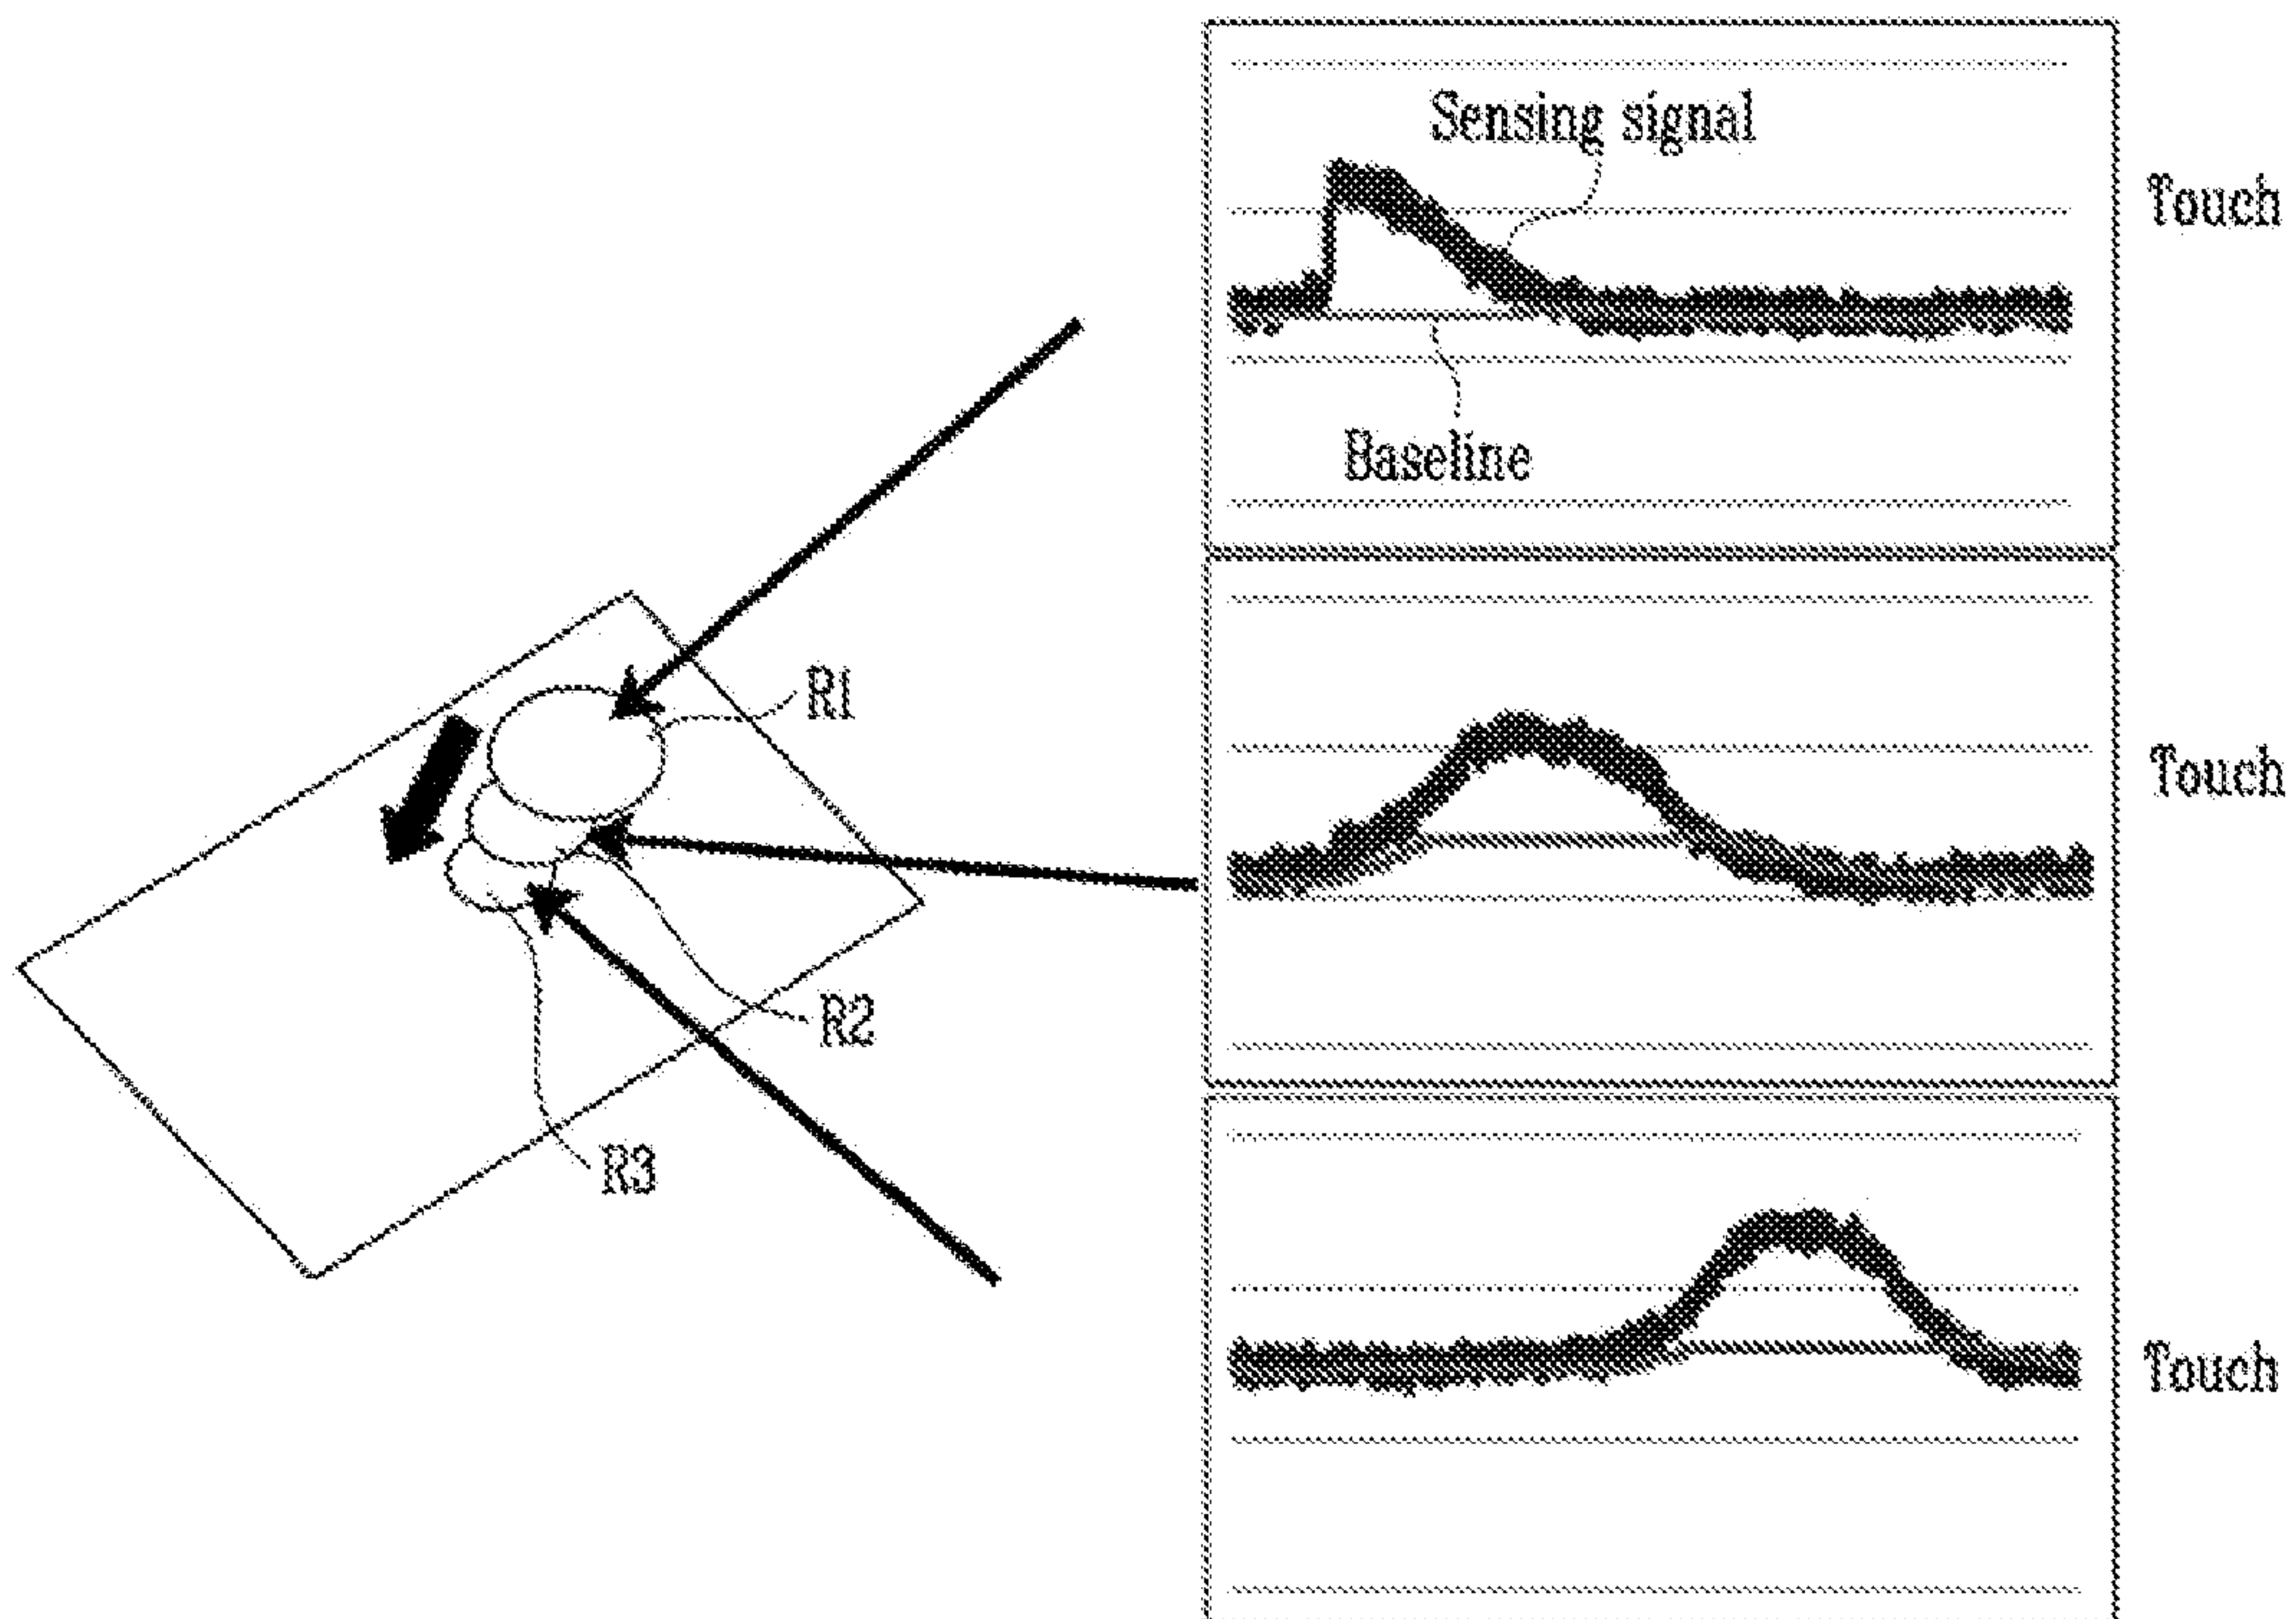 Sensing signal
Touch
Baseline
R1
Touch
R2
R3
Touch